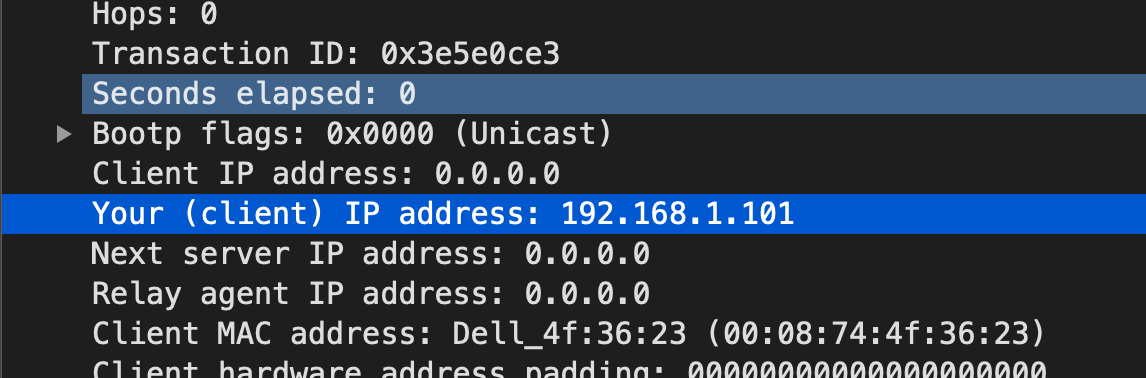 Hops: 0
Transaction ID: 0x3e5e0ce3
Seconds elapsed: 0
Bootp flags: 0x0000 (Unicast)
Client IP address: 0.0.0.0
Your (client) IP address: 192.168.1.101
Next server IP address: 0.0.0.0
Relay agent IP address: 0.0.0.0
Client MAC address: Dell_4f:36:23 (00:08:74:4f:36:23)
Client hardware address padding: 00000000000000000000